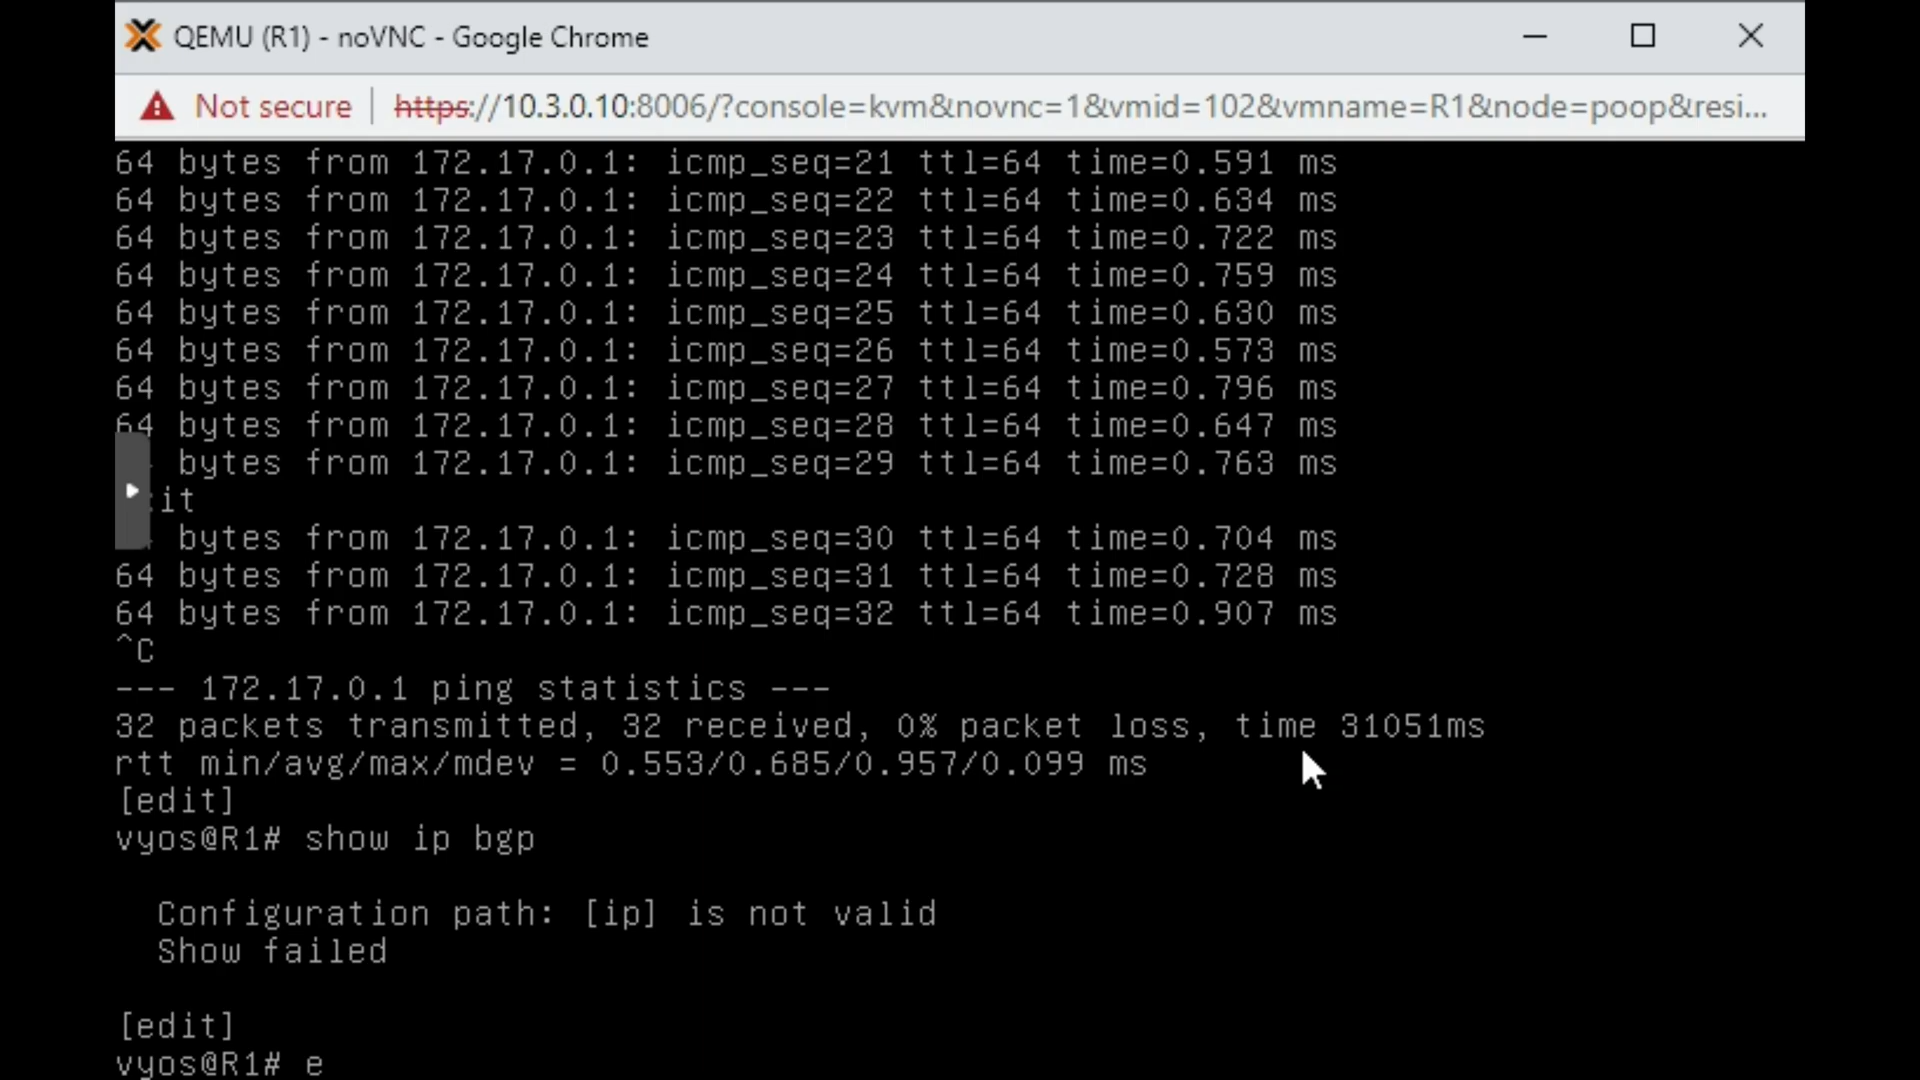 QEMU (R1) - noVNC - Google Chrome
Not secure | https://10.3.0.10:8006/?console=kvm&novnc=1&vmid=102&vmname=R1&node=poop&resi...
64 bytes from 172.17.0.1: icmp_seq=21 ttl=64 time=0.591 ms
64 bytes from 172.17.0.1: icmp_seq=22 ttl=64 time=0.634 ms
64 bytes from 172.17.0.1: icmp_seq=23 ttl=64 time=0.722 ms
64 bytes from 172.17.0.1: icmp_seq=24 ttl=64 time=0.759 ms
64 bytes from 172.17.0.1: icmp_seq=25 ttl=64 time=0.630 ms
64 bytes from 172.17.0.1: icmp_seq=26 ttl=64 time=0.573 ms
64 bytes from 172.17.0.1: icmp_seq=27 ttl=64 time=0.796 ms
64 bytes from 172.17.0.1: icmp_seq=28 ttl=64 time=0.647 ms
bytes from 172.17.0.1: icmp_seq=29 ttl=64 time=0.763 ms
it
bytes from 172.17.0.1: icmp_seq=30 ttl=64 time=0.704 ms
64 bytes from 172.17.0.1: icmp_seq=31 ttl=64 time=0.728 ms
64 bytes from 172.17.0.1: icmp_seq=32 ttl=64 time=0.907 ms
^C
--- 172.17.0.1 ping statistics ---
32 packets transmitted, 32 received, 0% packet loss, time 31051ms
rtt min/avg/max/mdev = 0.553/0.685/0.957/0.099 ms
[edit]
vyos@R1# show ip bgp
Configuration path: [ip] is not valid
Show failed
[edit]
vyos@R1# e